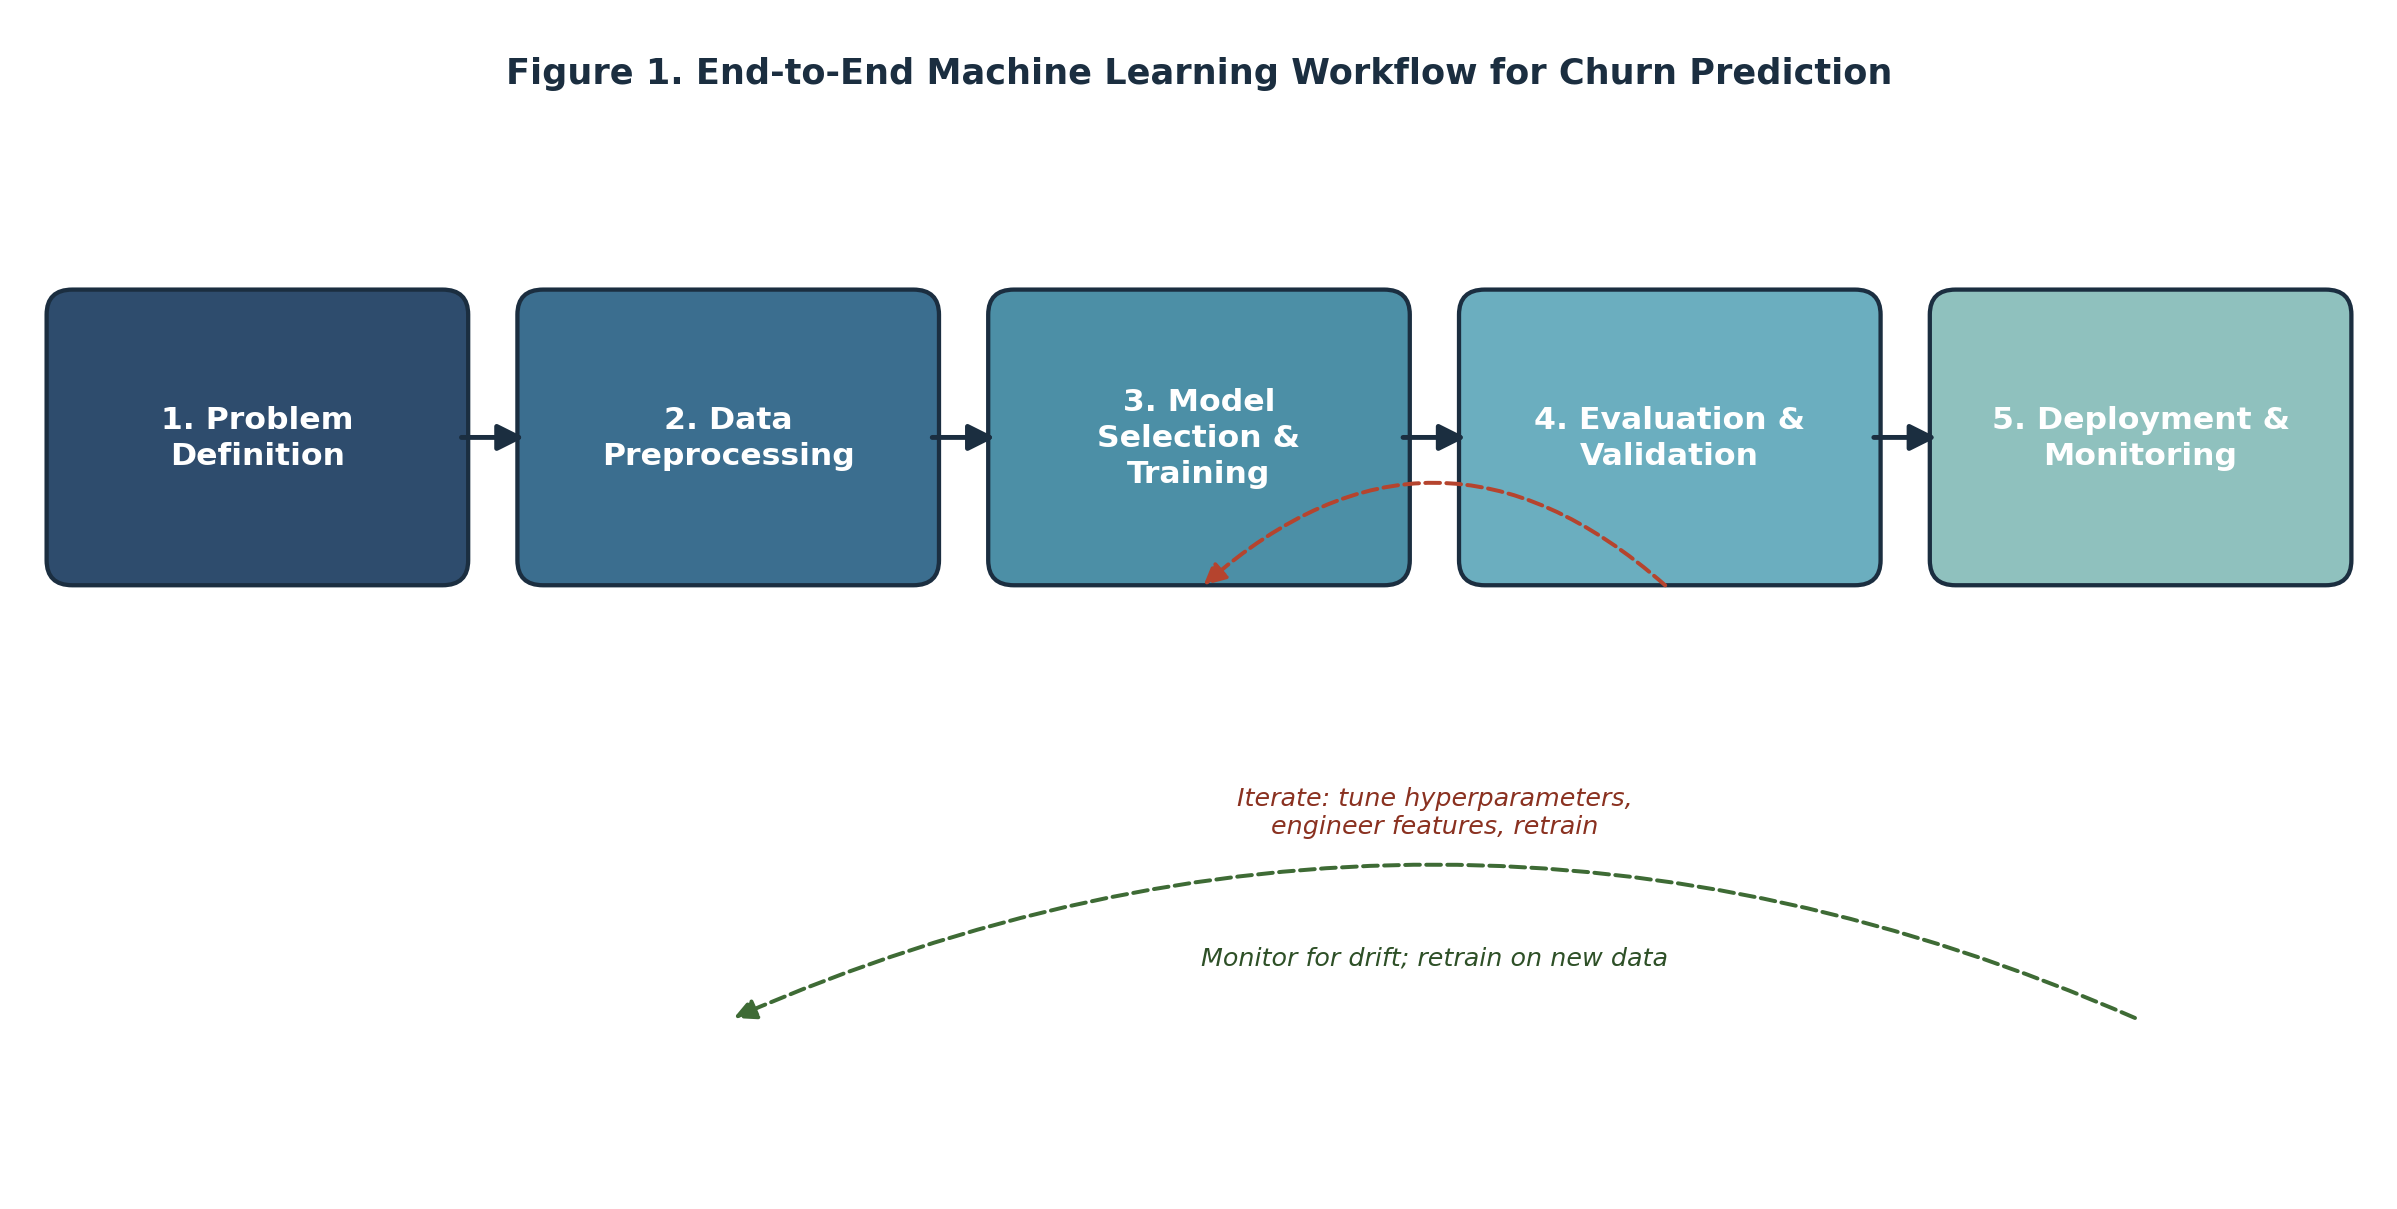 Figure 1. End-to-End Machine Learning Workflow for Churn Prediction
1. Problem
Definition
2. Data
Preprocessing
3. Model
Selection &
Training
4. Evaluation &
Validation
5. Deployment &
Monitoring
Iterate: tune hyperparameters,
engineer features, retrain
Monitor for drift; retrain on new data